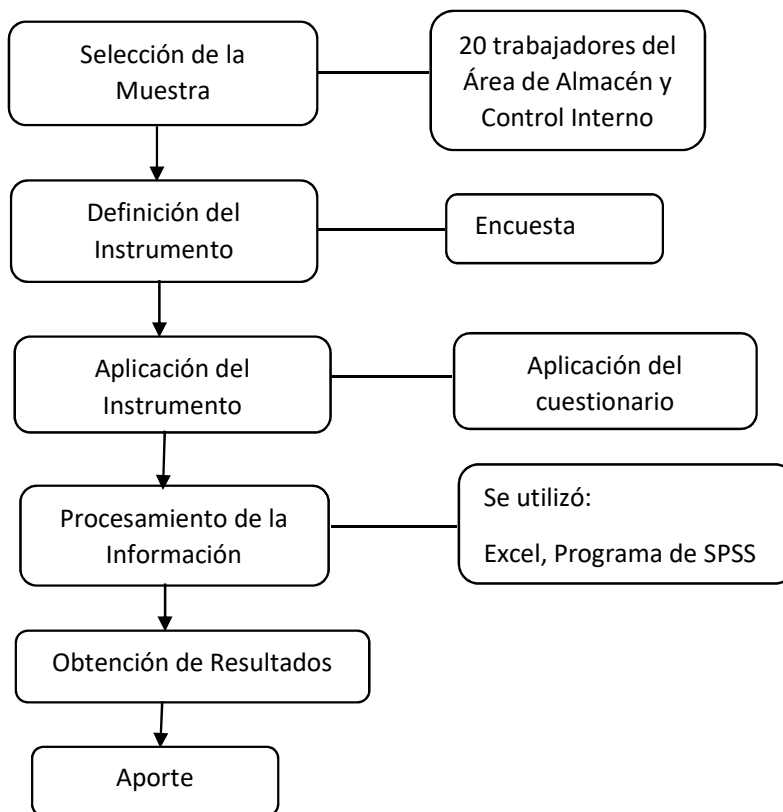 Selección de la
Muestra
20 trabajadores del
Área de Almacén y
Control Interno
Definición del
Instrumento
Encuesta
Aplicación del
Instrumento
Aplicación del
cuestionario
Procesamiento de la
Información
Se utilizó:
Excel, Programa de SPSS
Obtención de Resultados
Aporte